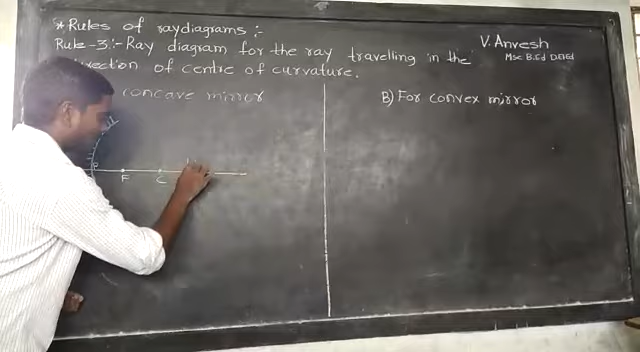 *Rules of raydiagrams :-
Rule-3:- Ray diagram for the ray travelling in the
direction of centre of curvature.
V. Anvesh
MSc B.Ed
concave mirror
B) For convex mirror
P
F
C